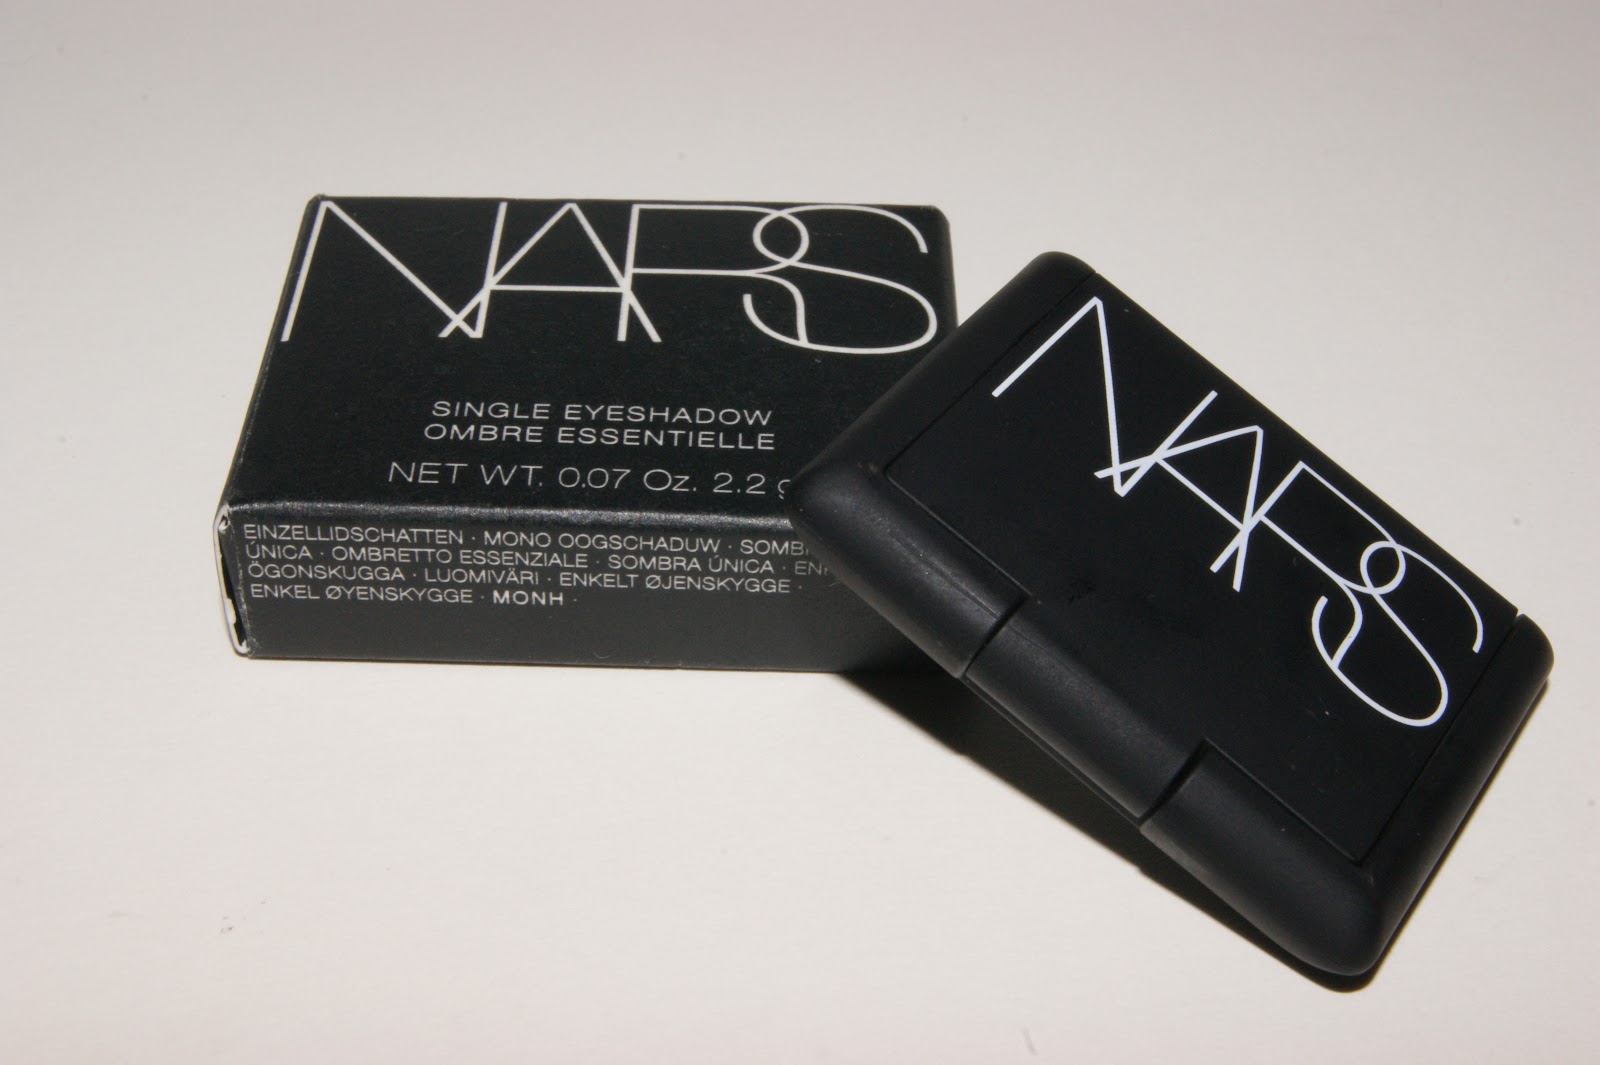 NARS
SINGLE EYESHADOW
OMBRE ESSENTIELLE
NET WT. 0.07 Oz. 2.2 g
EINZELLIDSCHATTEN · MONO OOGSCHADUW ·
ÚNICA · OMBRETTO ESSENZIALE · SOMBRA ÚNICA ·
ÖGONSKUGGA · LUOMIVÄRI · ENKELT ØJENSKYGGE ·
ENKEL ØYENSKYGGE · MONH ·
NARS